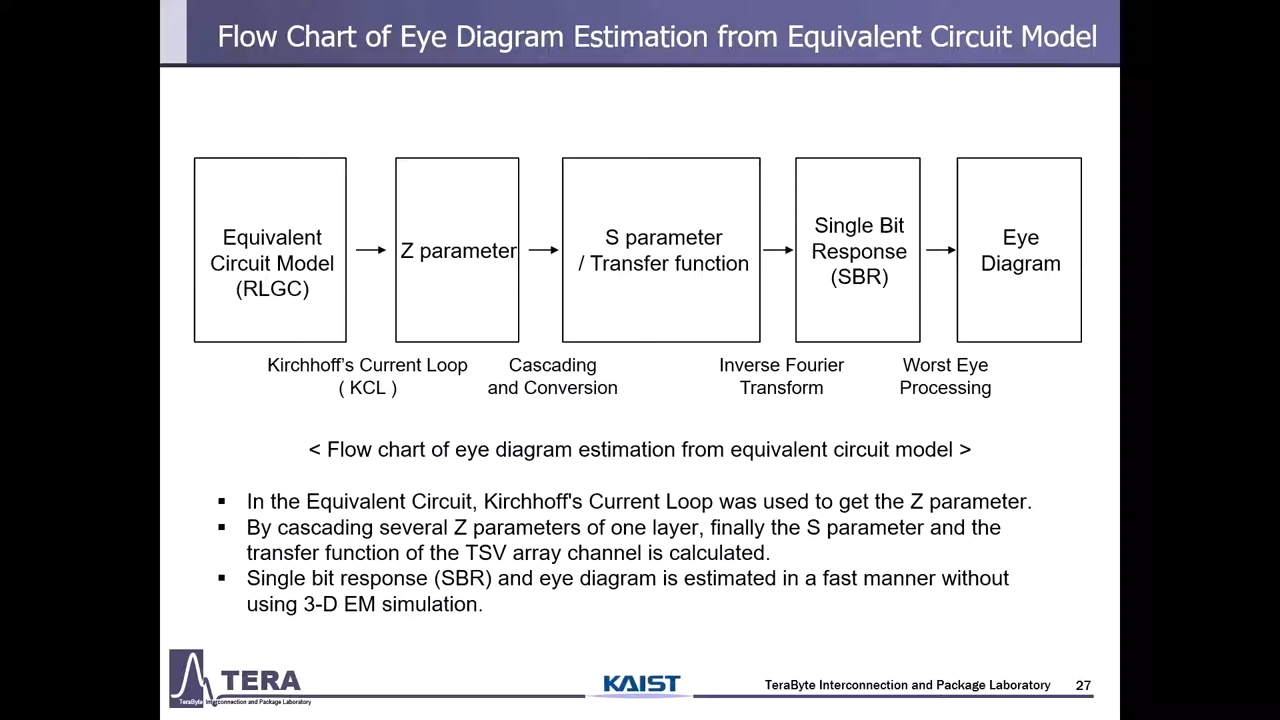 Flow Chart of Eye Diagram Estimation from Equivalent Circuit Model
Equivalent
Circuit Model
(RLGC)
Z parameter
S parameter
/ Transfer function
Single Bit
Response
(SBR)
Eye
Diagram
Kirchhoff's Current Loop
( KCL )
Cascading
and Conversion
Inverse Fourier
Transform
Worst Eye
Processing
< Flow chart of eye diagram estimation from equivalent circuit model >
▪ In the Equivalent Circuit, Kirchhoff's Current Loop was used to get the Z parameter.
▪ By cascading several Z parameters of one layer, finally the S parameter and the
transfer function of the TSV array channel is calculated.
▪ Single bit response (SBR) and eye diagram is estimated in a fast manner without
using 3-D EM simulation.
TERA
TeraByte Interconnection and Package Laboratory
KAIST
TeraByte Interconnection and Package Laboratory 27